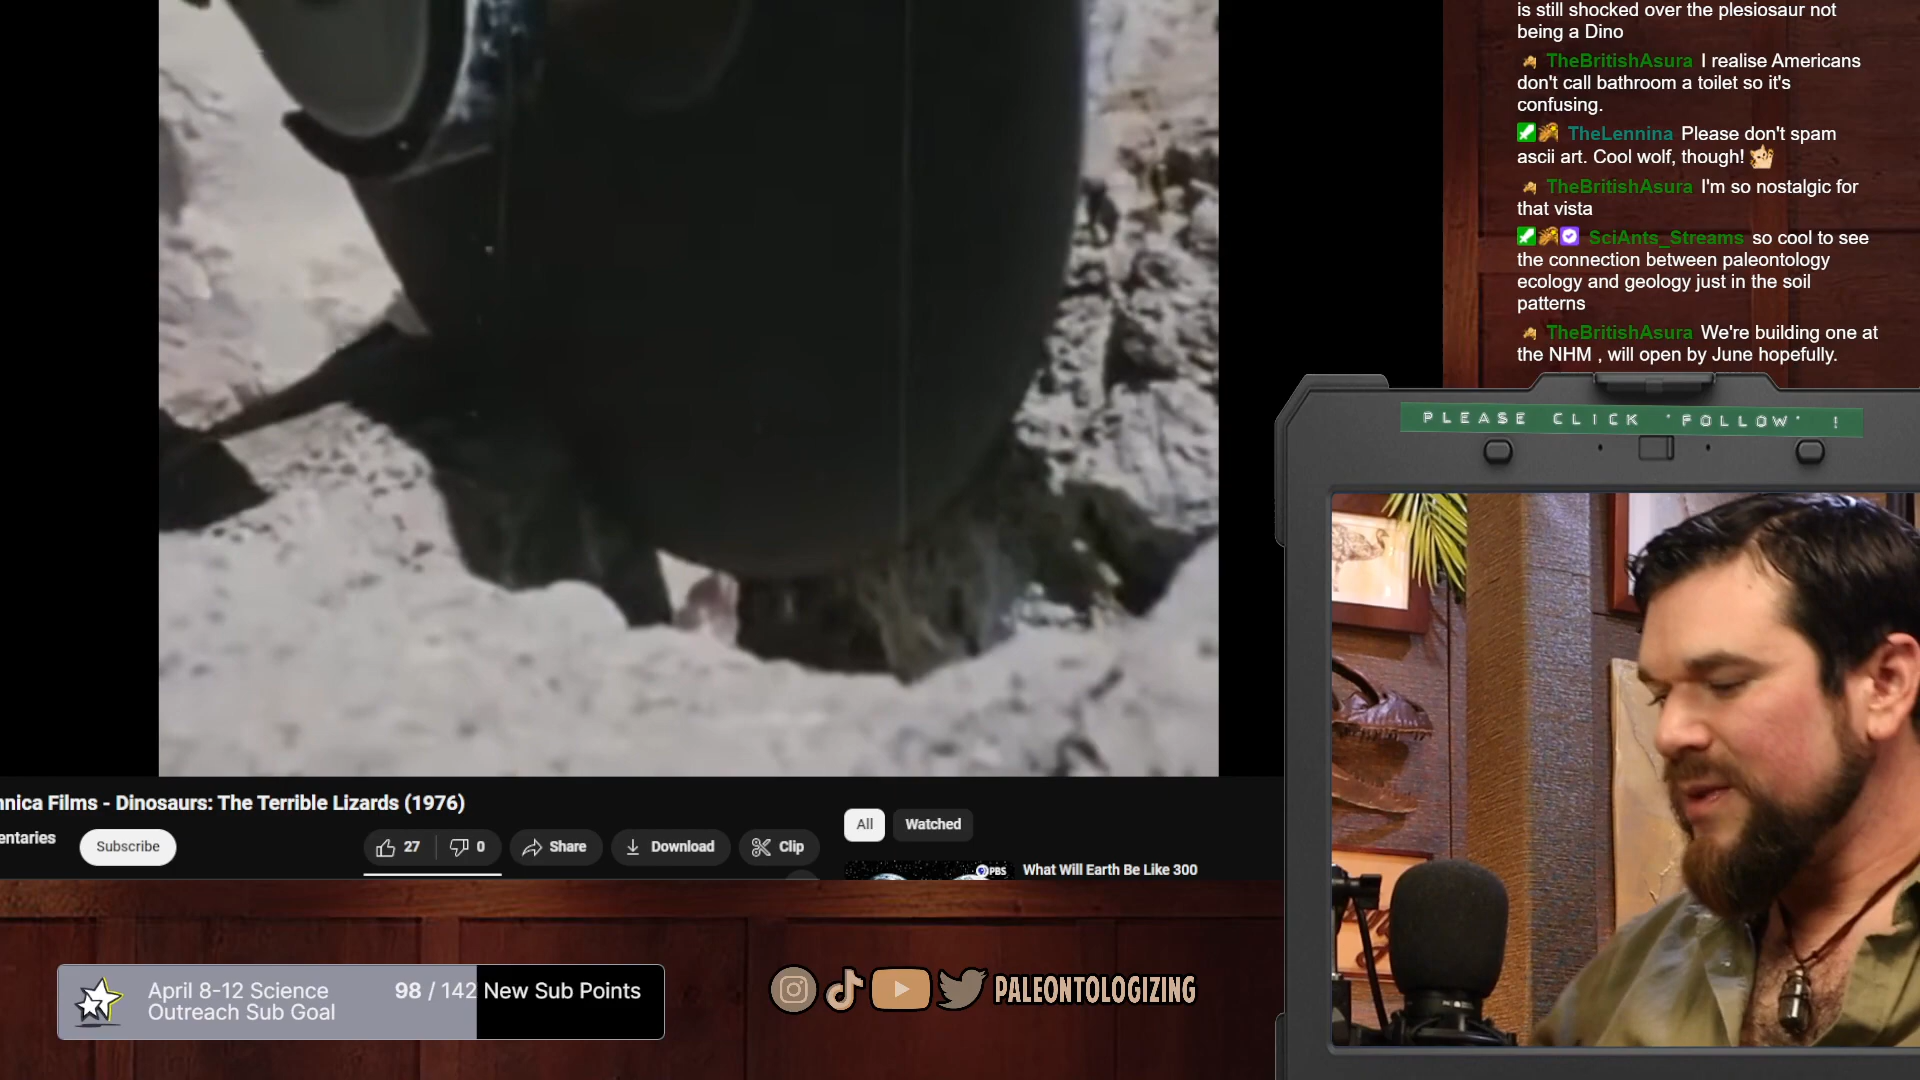 is still shocked over the plesiosaur not
being a Dino
TheBritishAsura I realise Americans
don't call bathroom a toilet so it's
confusing.
TheLennina Please don't spam
ascii art. Cool wolf, though!
TheBritishAsura I'm so nostalgic for
that vista
SciAnts_Streams so cool to see
the connection between paleontology
ecology and geology just in the soil
patterns
TheBritishAsura We're building one at
the NHM , will open by June hopefully.
PLEASE CLICK "FOLLOW" !
nnica Films - Dinosaurs: The Terrible Lizards (1976)
entaries
Subscribe
27
0
Share
Download
Clip
All
Watched
PBS
What Will Earth Be Like 300
April 8-12 Science
Outreach Sub Goal
98 / 142 New Sub Points
PALEONTOLOGIZING